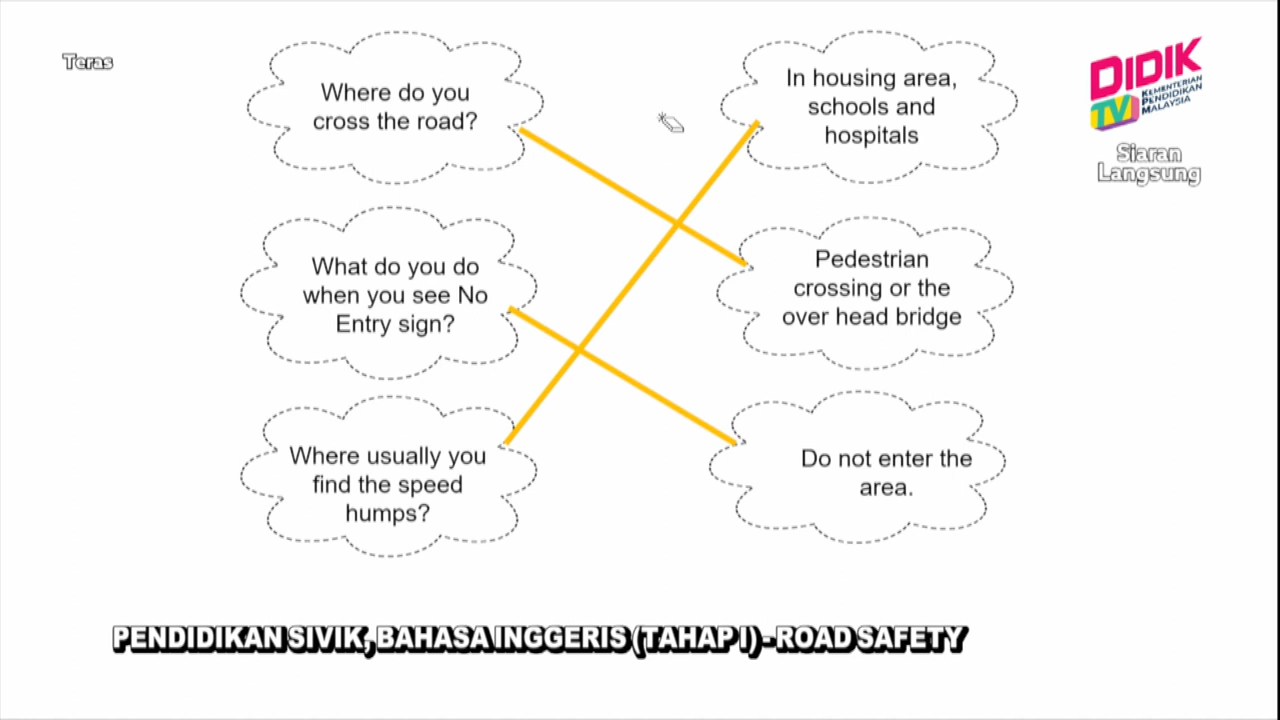 Teras
Where do you
cross the road?
What do you do
when you see No
Entry sign?
Where usually you
find the speed
humps?
In housing area,
schools and
hospitals
Pedestrian
crossing or the
over head bridge
Do not enter the
area.
DIDIK
TV
KEMENTERIAN
PENDIDIKAN
MALAYSIA
Siaran
Langsung
PENDIDIKAN SIVIK, BAHASA INGGERIS (TAHAP I) - ROAD SAFETY